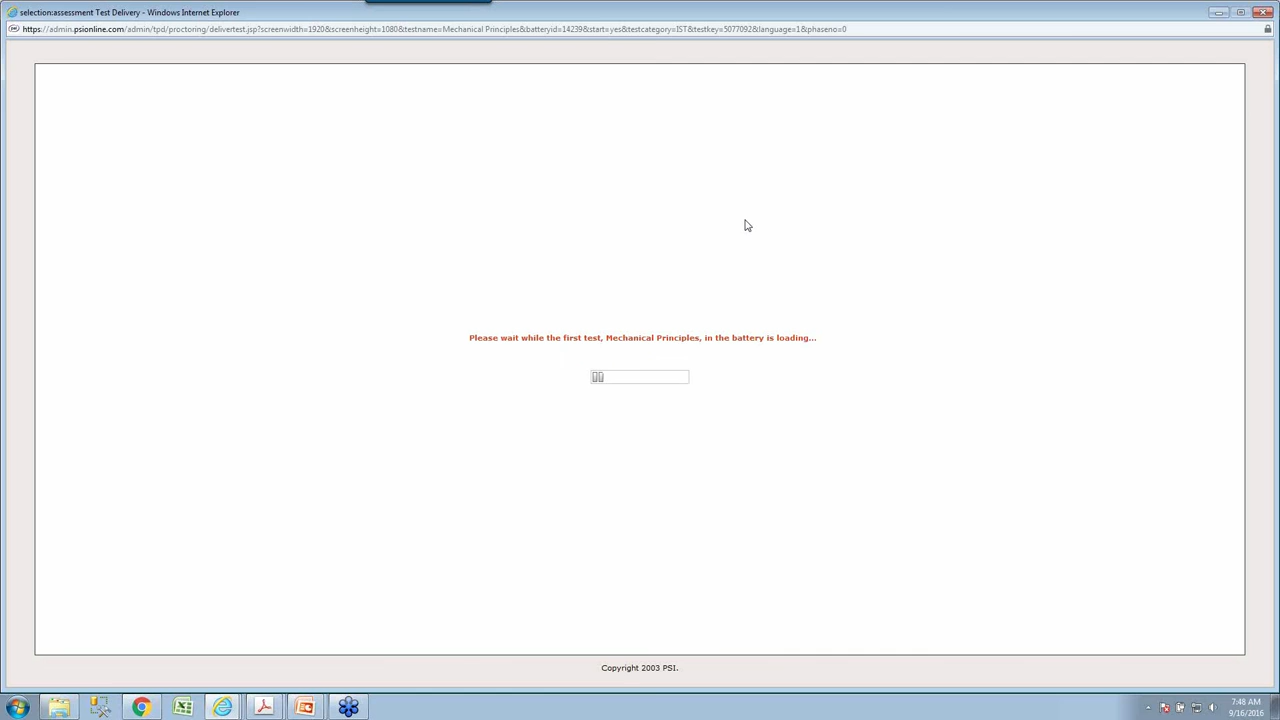 selection:assessment Test Delivery - Windows Internet Explorer
https://admin.psionline.com/admin/tpd/proctoring/delivertest.jsp?screenwidth=1920&screenheight=1080&testname=Mechanical Principles&batteryid=14239&start=yes&testcategory=IST&testkey=5077092&language=1&phaseno=0
Please wait while the first test, Mechanical Principles, in the battery is loading...
Copyright 2003 PSI.
7:48 AM
9/16/2016